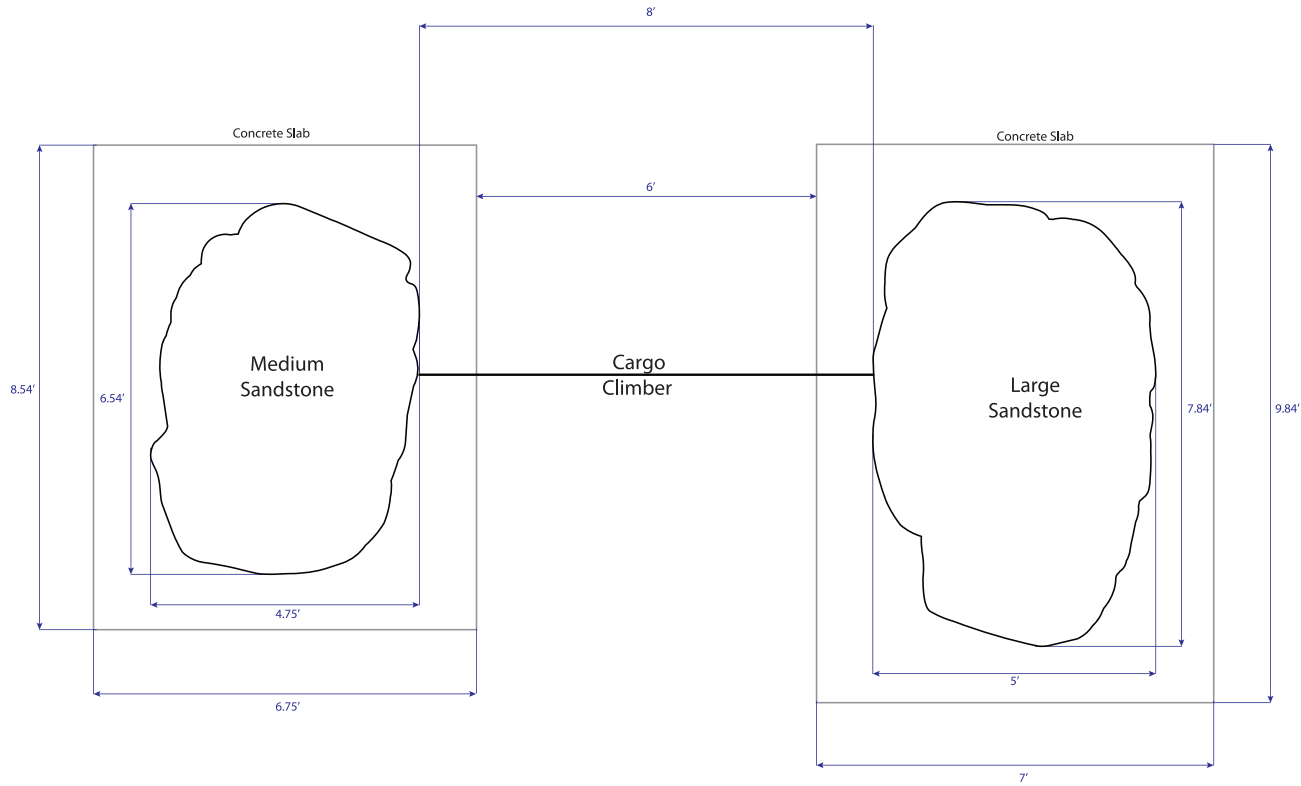 8’
Concrete Slab
Concrete Slab
6’
Medium
Sandstone
Cargo
Climber
Large
Sandstone
8.54’
6.54’
7.84’
9.84’
4.75’
5’
6.75’
7’